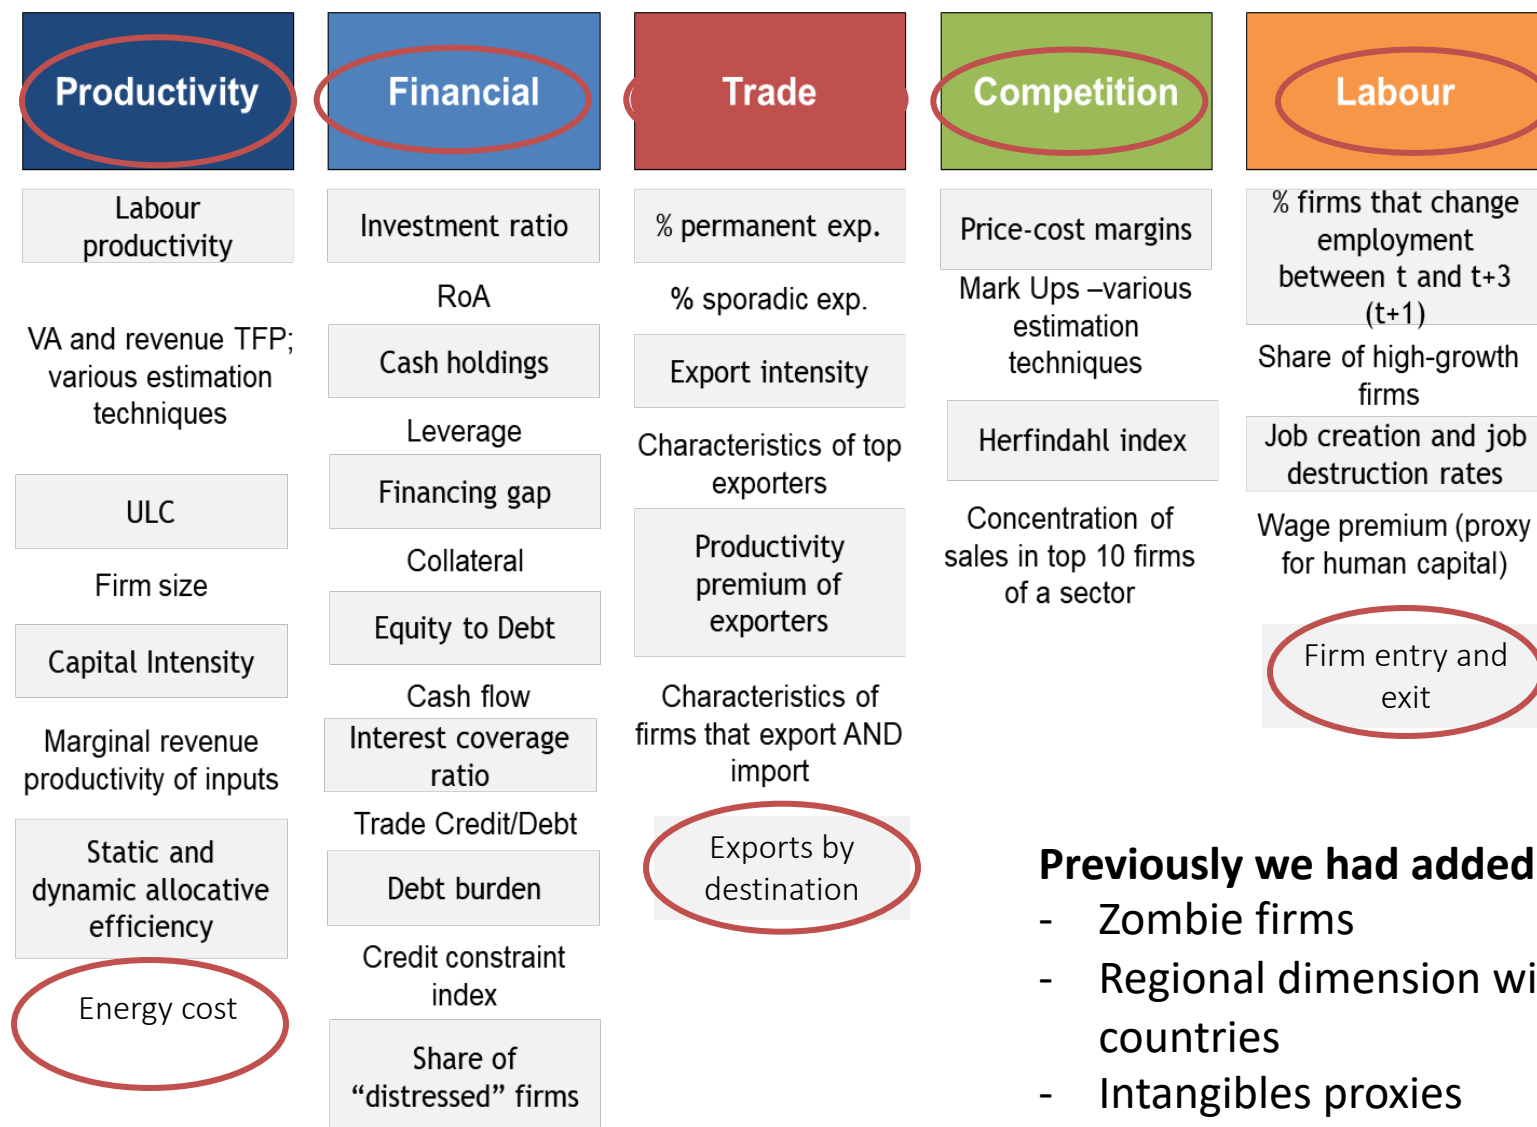 Productivity
Labour
productivity
VA and revenue TFP;
various estimation
techniques
ULC
Firm size
Capital Intensity
Marginal revenue
productivity of inputs
Static and
dynamic allocative
efficiency
Energy cost
Financial
Investment ratio
RoA
Cash holdings
Leverage
Financing gap
Collateral
Equity to Debt
Cash flow
Interest coverage
ratio
Trade Credit/Debt
Debt burden
Credit constraint
index
Share of
“distressed” firms
Trade
% permanent exp.
% sporadic exp.
Export intensity
Characteristics of top
exporters
Productivity
premium of
exporters
Characteristics of
firms that export AND
import
Exports by
destination
Competition
Price-cost margins
Mark Ups –various
estimation
techniques
Herfindahl index
Concentration of
sales in top 10 firms
of a sector
Labour
% firms that change
employment
between t and t+3
(t+1)
Share of high-growth
firms
Job creation and job
destruction rates
Wage premium (proxy
for human capital)
Firm entry and
exit
Previously we had added
- Zombie firms
- Regional dimension wi
countries
- Intangibles proxies